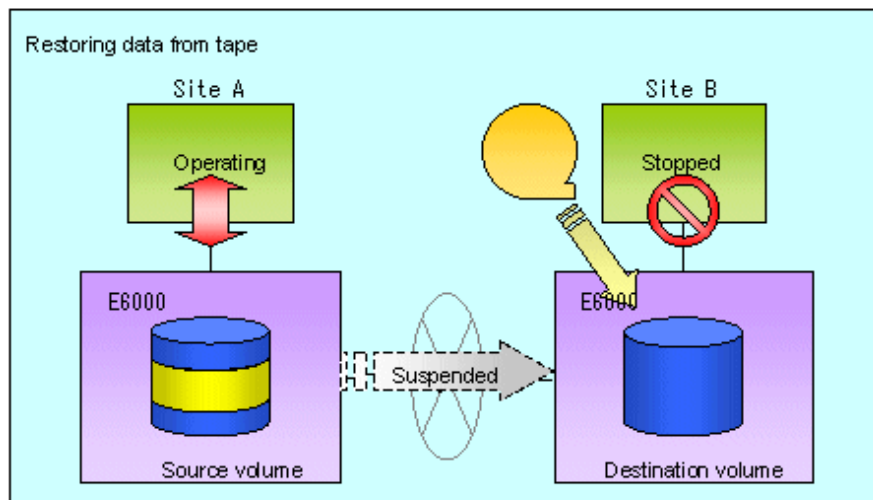 Restoring data from tape
Site A
Site B
Operating
Stopped
E6000
E6000
Suspended
Source volume
Destination volume